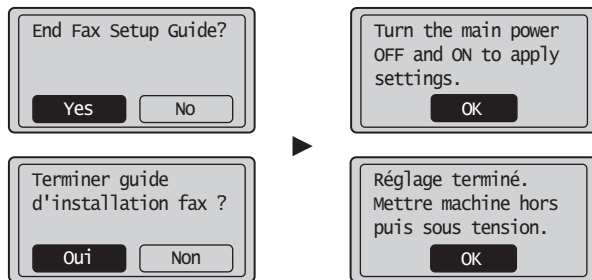 End Fax Setup Guide?
Yes No
Turn the main power
OFF and ON to apply
settings.
OK
Terminer guide
d'installation fax ?
Oui Non
Réglage terminé.
Mettre machine hors
puis sous tension.
OK